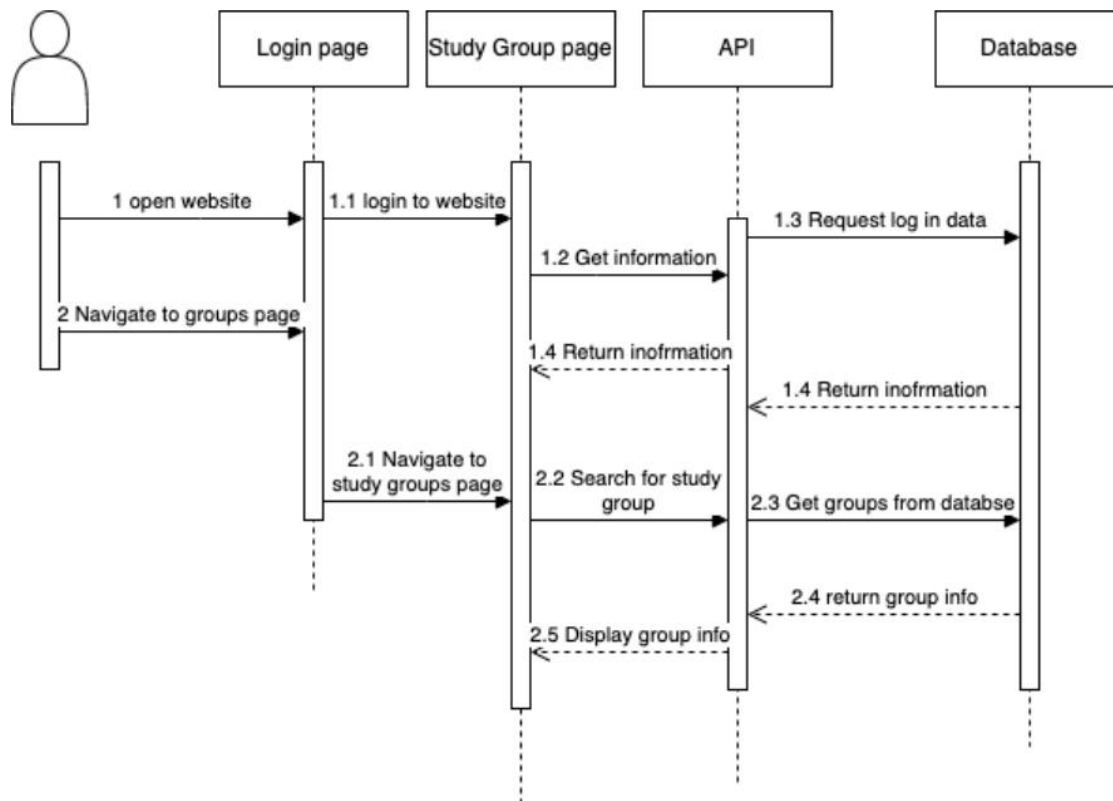 Login page
Study Group page
API
Database
1 open website
1.1 login to website
1.3 Request log in data
1.2 Get information
2 Navigate to groups page
1.4 Return inofrmation
1.4 Return inofrmation
2.1 Navigate to
study groups page
2.2 Search for study
group
2.3 Get groups from databse
2.4 return group info
2.5 Display group info